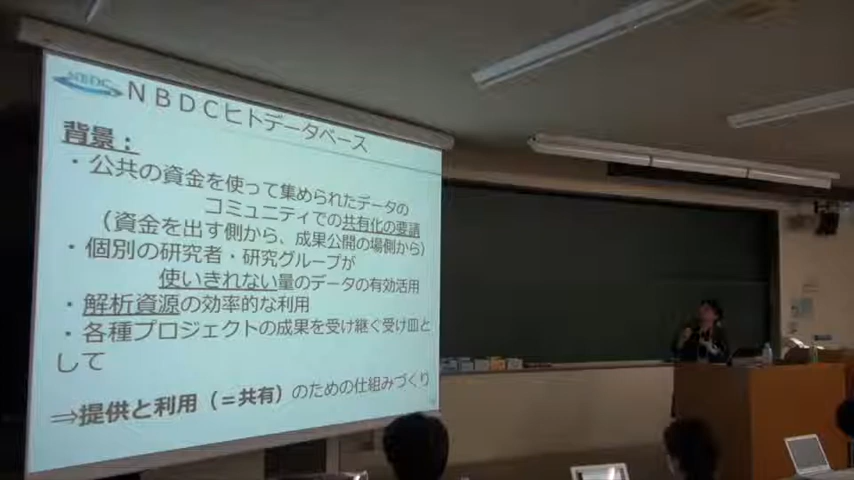 NBDC
NBDCヒトデータベース
背景：
・公共の資金を使って集められたデータの
コミュニティでの共有化の要請
（資金を出す側から、成果公開の場側から）
・個別の研究者・研究グループが
使いきれない量のデータの有効活用
・解析資源の効率的な利用
・各種プロジェクトの成果を受け継ぐ受け皿と
して
⇒提供と利用（＝共有）のための仕組みづくり